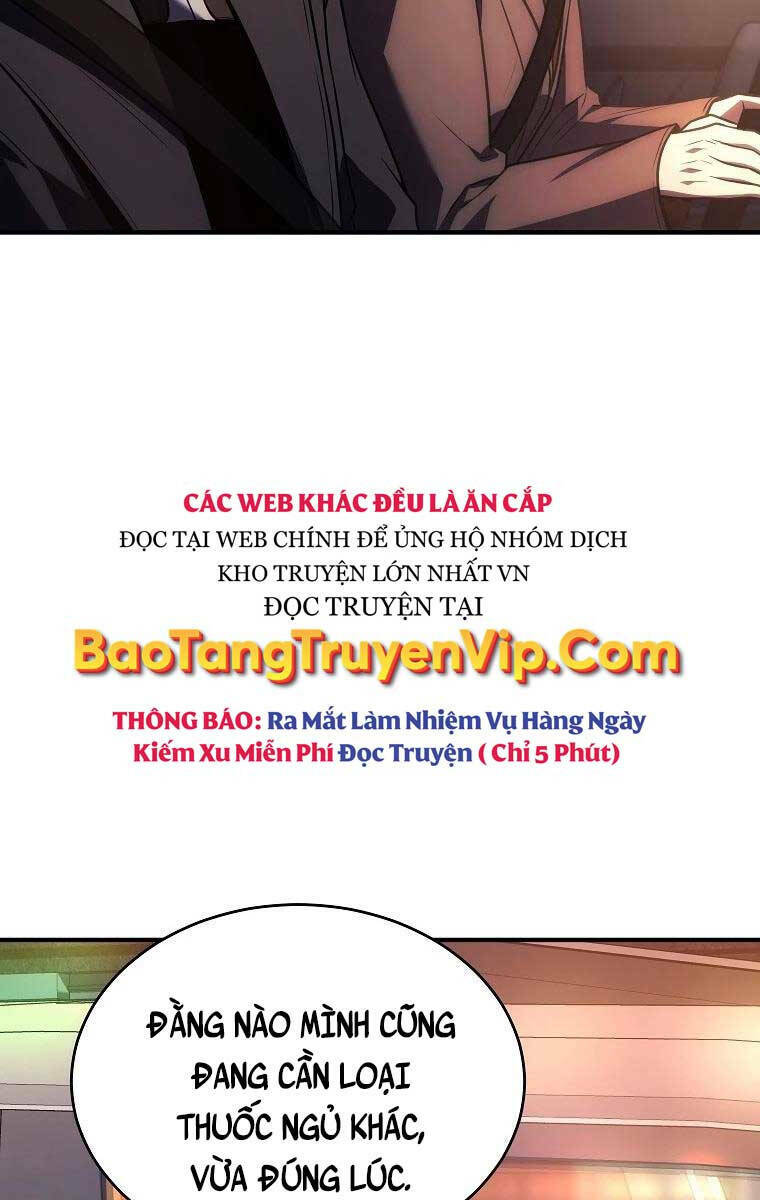 CÁC WEB KHÁC ĐỀU LÀ ĂN CẮP
ĐỌC TẠI WEB CHÍNH ĐỂ ỦNG HỘ NHÓM DỊCH
KHO TRUYỆN LỚN NHẤT VN
ĐỌC TRUYỆN TẠI
BaoTangTruyenVip.Com
THÔNG BÁO: Ra Mắt Làm Nhiệm Vụ Hàng Ngày
Kiếm Xu Miễn Phí Đọc Truyện ( Chỉ 5 Phút)
ĐẰNG NÀO MÌNH CŨNG
ĐANG CẦN LOẠI
THUỐC NGỦ KHÁC,
VỪA ĐÚNG LÚC.